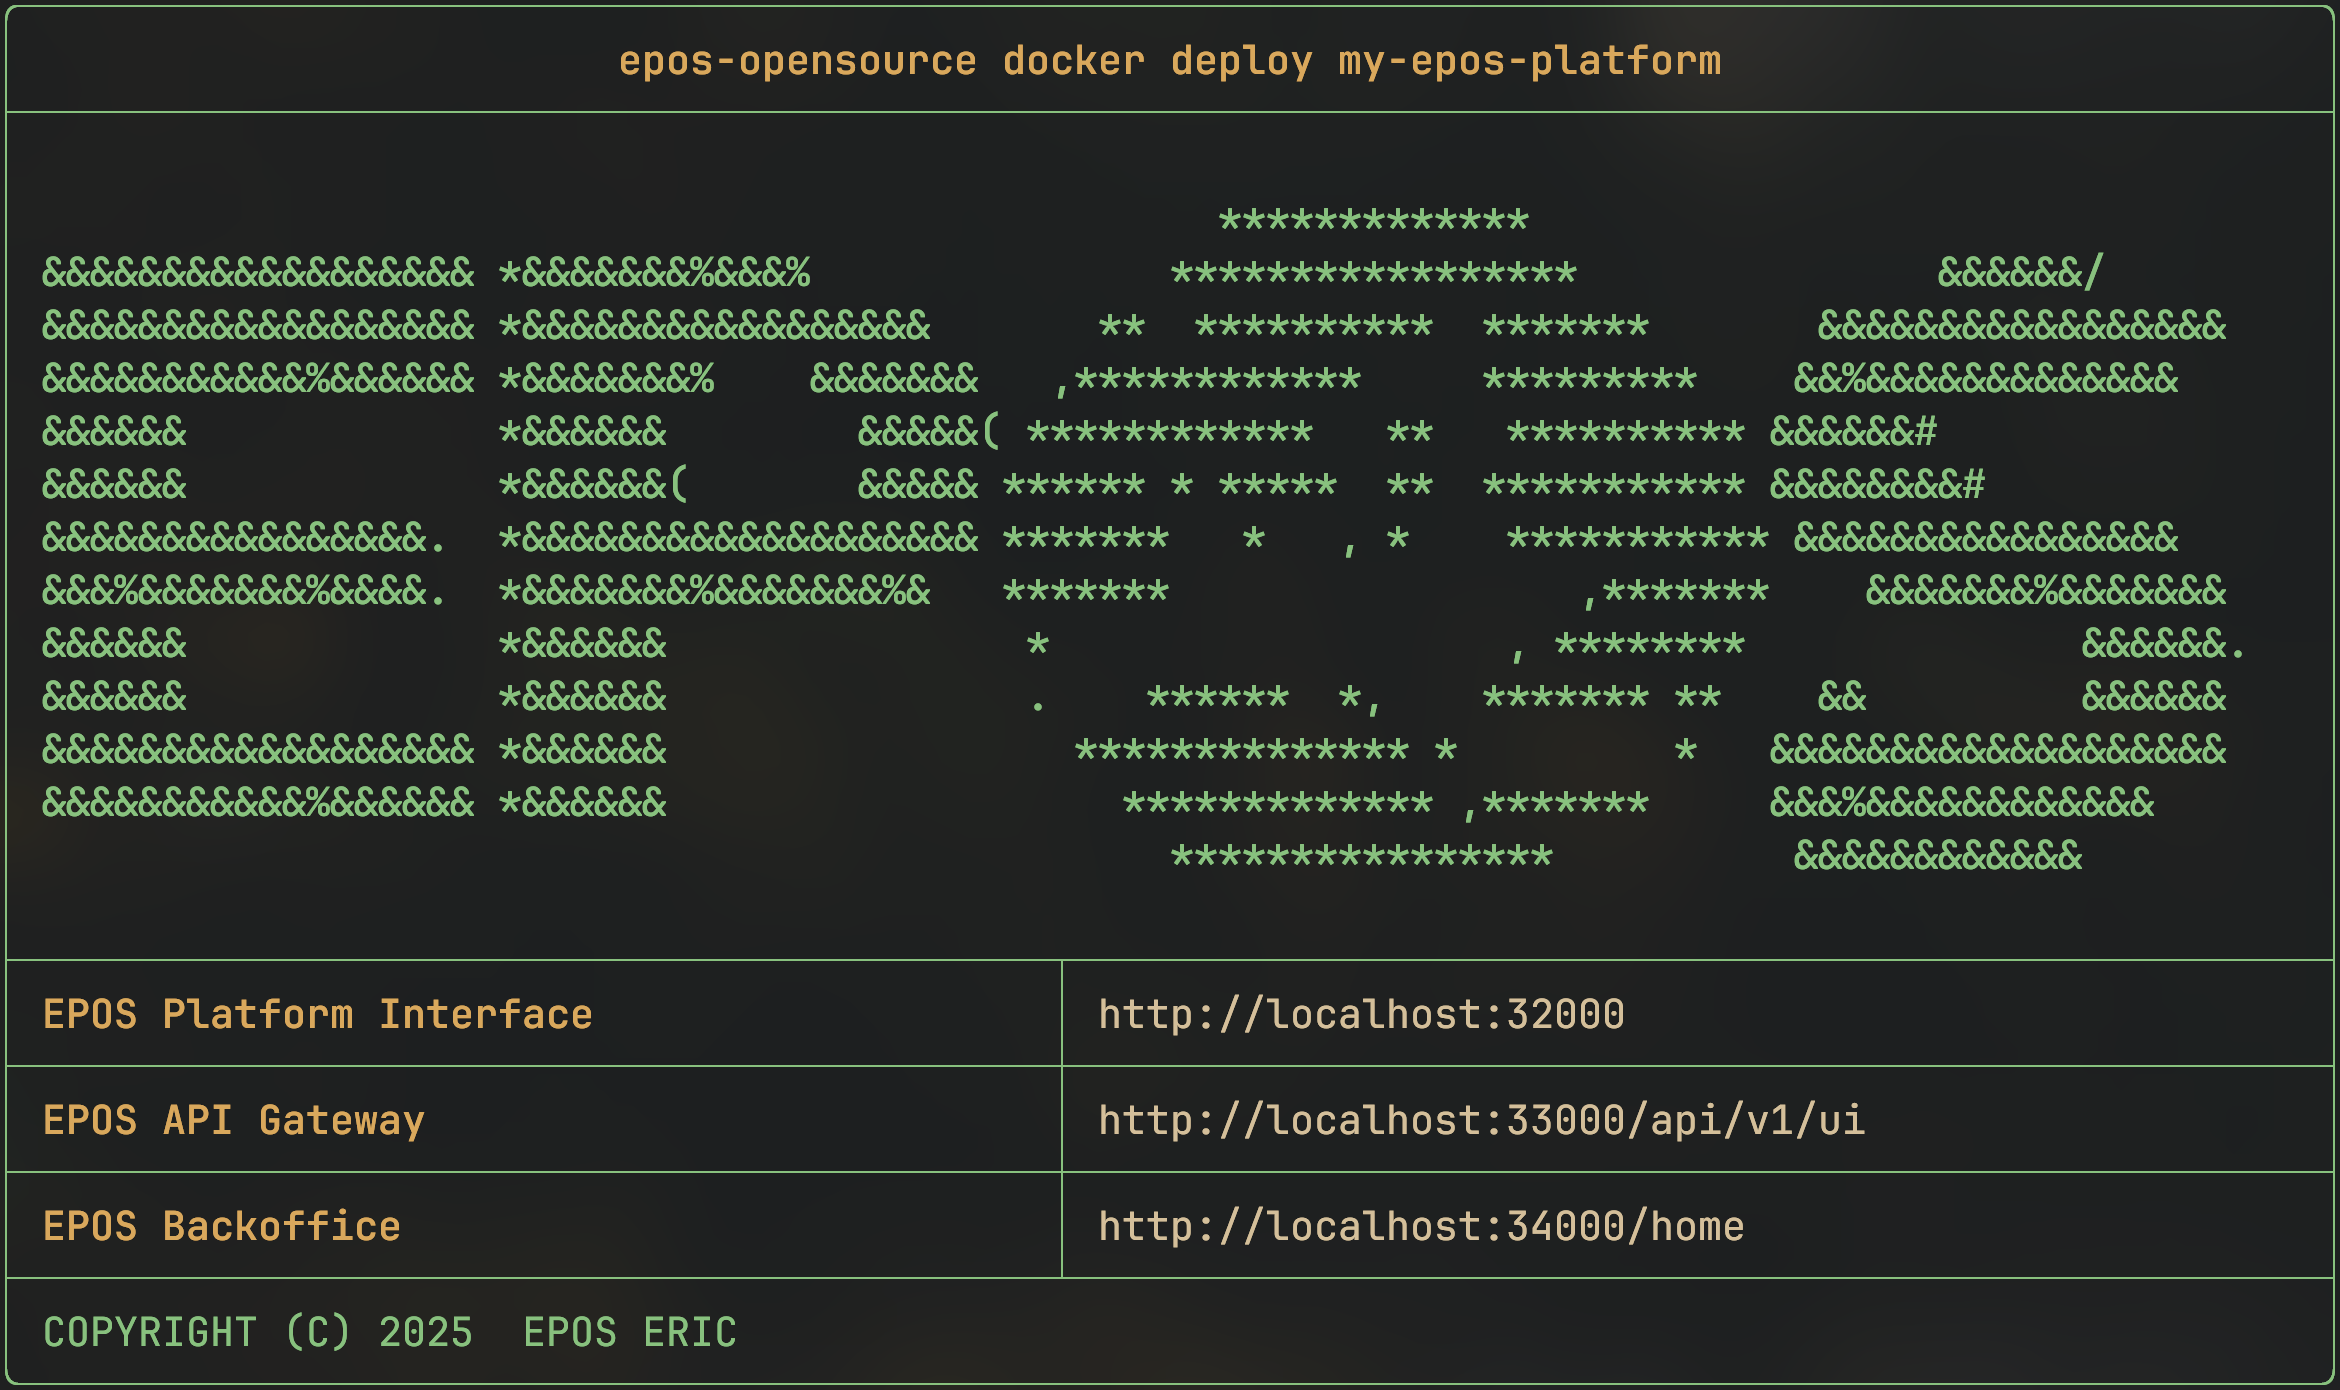 epos-opensource docker deploy my-epos-platform
*************
&&&&&&&&&&&&&&&&&& *&&&&&&&%&&&%               *****************               &&&&&&/
&&&&&&&&&&&&&&&&&& *&&&&&&&&&&&&&&&&&       **  **********  *******       &&&&&&&&&&&&&&&&&
&&&&&&&&&&&%&&&&&& *&&&&&&&%    &&&&&&&   ,************     *********    &&%&&&&&&&&&&&&&
&&&&&&             *&&&&&&        &&&&&( ************   **   ********** &&&&&&#
&&&&&&             *&&&&&&(       &&&&& ****** * *****  **  *********** &&&&&&&&#
&&&&&&&&&&&&&&&&.  *&&&&&&&&&&&&&&&&&&& *******   *   , *    *********** &&&&&&&&&&&&&&&&
&&&%&&&&&&&%&&&&.  *&&&&&&&%&&&&&&&%&   *******                 ,*******    &&&&&&&%&&&&&&&
&&&&&&             *&&&&&&               *                   , ********              &&&&&&.
&&&&&&             *&&&&&&               .    ******  *,    ******* **    &&         &&&&&&
&&&&&&&&&&&&&&&&&& *&&&&&&                 ************** *         *   &&&&&&&&&&&&&&&&&&&
&&&&&&&&&&&%&&&&&& *&&&&&&                   ************* ,*******     &&&%&&&&&&&&&&&&
****************          &&&&&&&&&&&&
EPOS Platform Interface http://localhost:32000
EPOS API Gateway http://localhost:33000/api/v1/ui
EPOS Backoffice http://localhost:34000/home
COPYRIGHT (C) 2025  EPOS ERIC